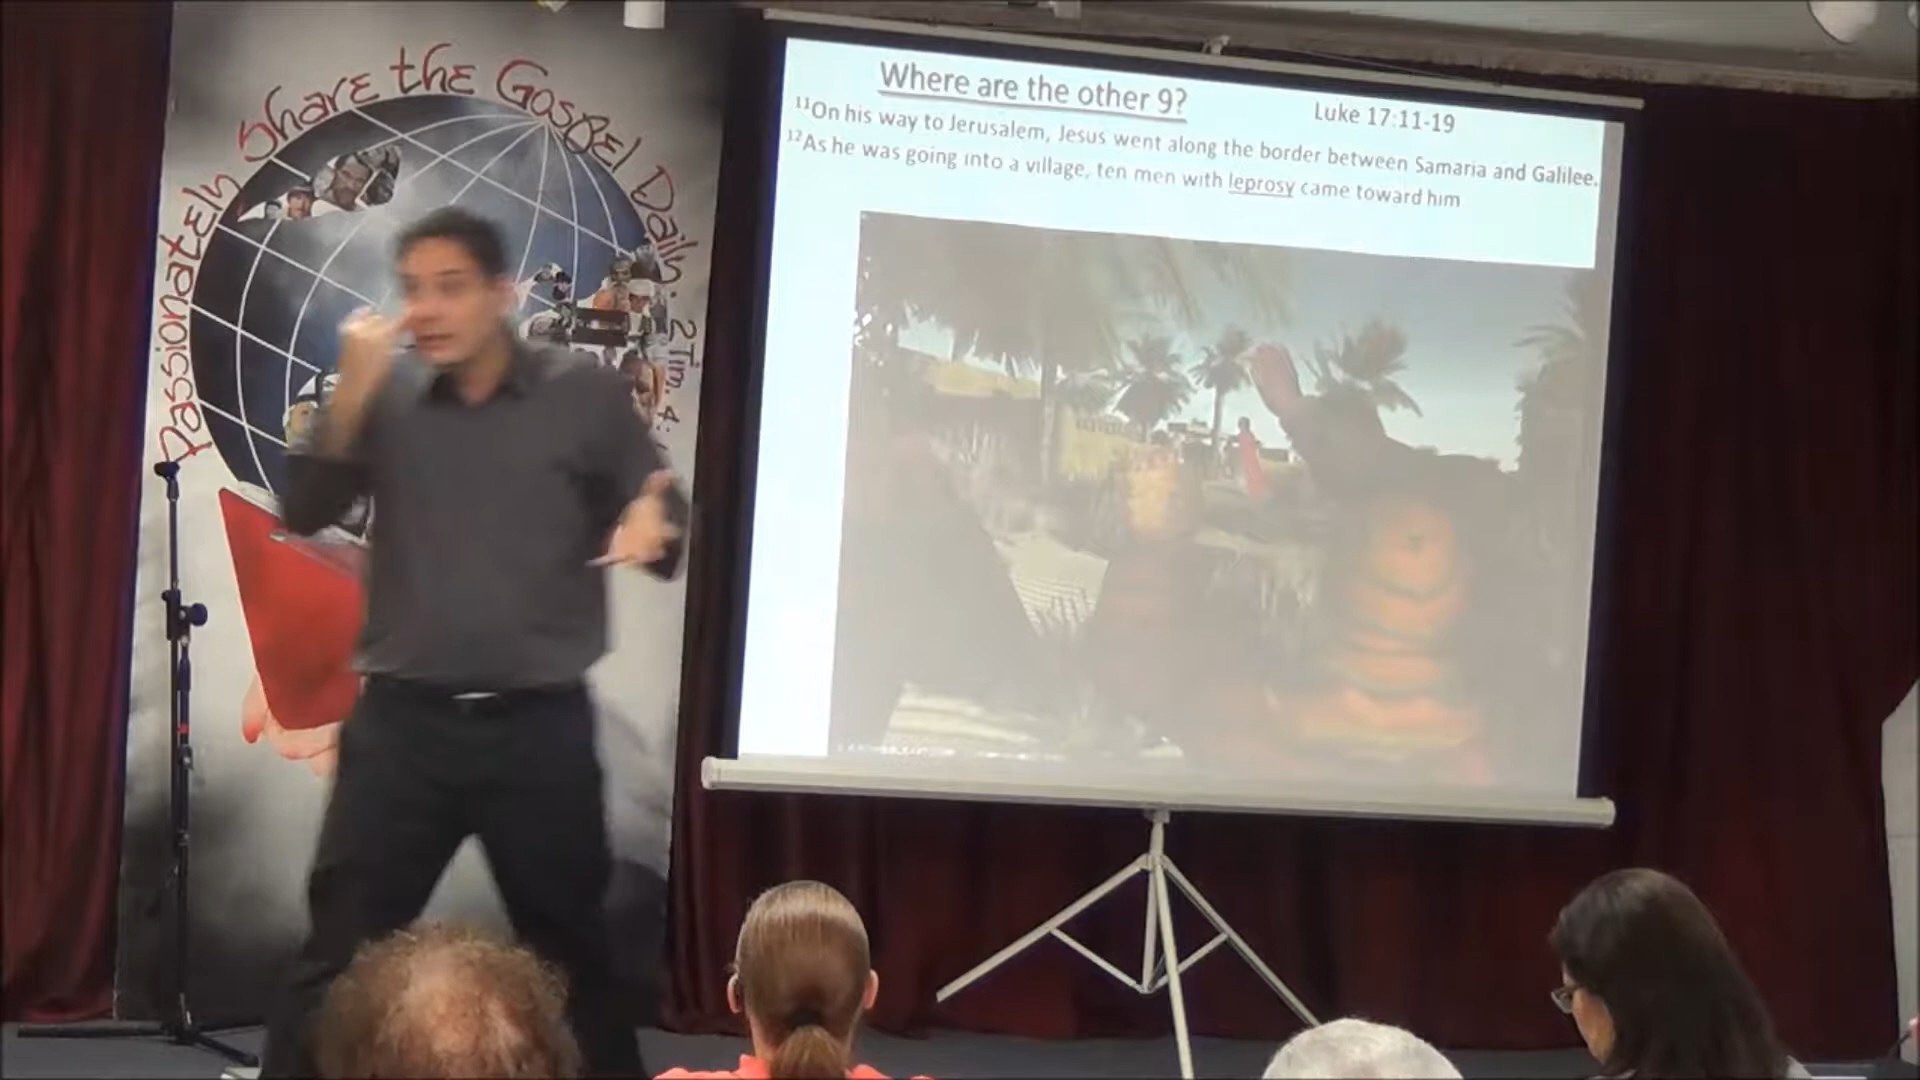 Passionately Share the Gospel Daily. 2Tim. 4:
Where are the other 9?
Luke 17:11-19
11On his way to Jerusalem, Jesus went along the border between Samaria and Galilee.
12As he was going into a village, ten men with leprosy came toward him